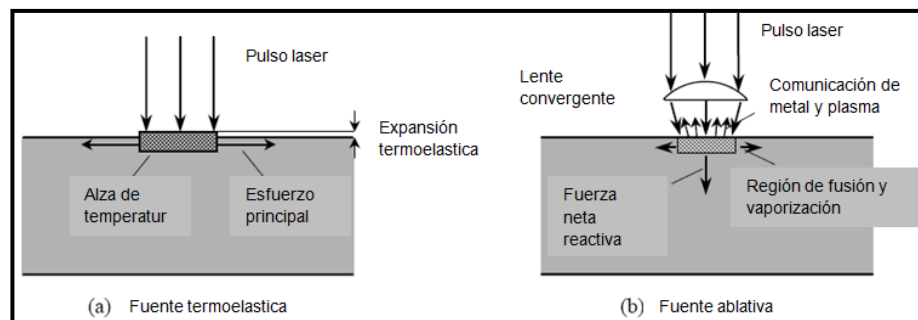 Pulso laser
Expansión
termoelastica
Alza de
temperatur
Esfuerzo
principal
(a) Fuente termoelastica
Pulso laser
Lente
convergente
Comunicación de
metal y plasma
Fuerza
neta
reactiva
Región de fusión y
vaporización
(b) Fuente ablativa